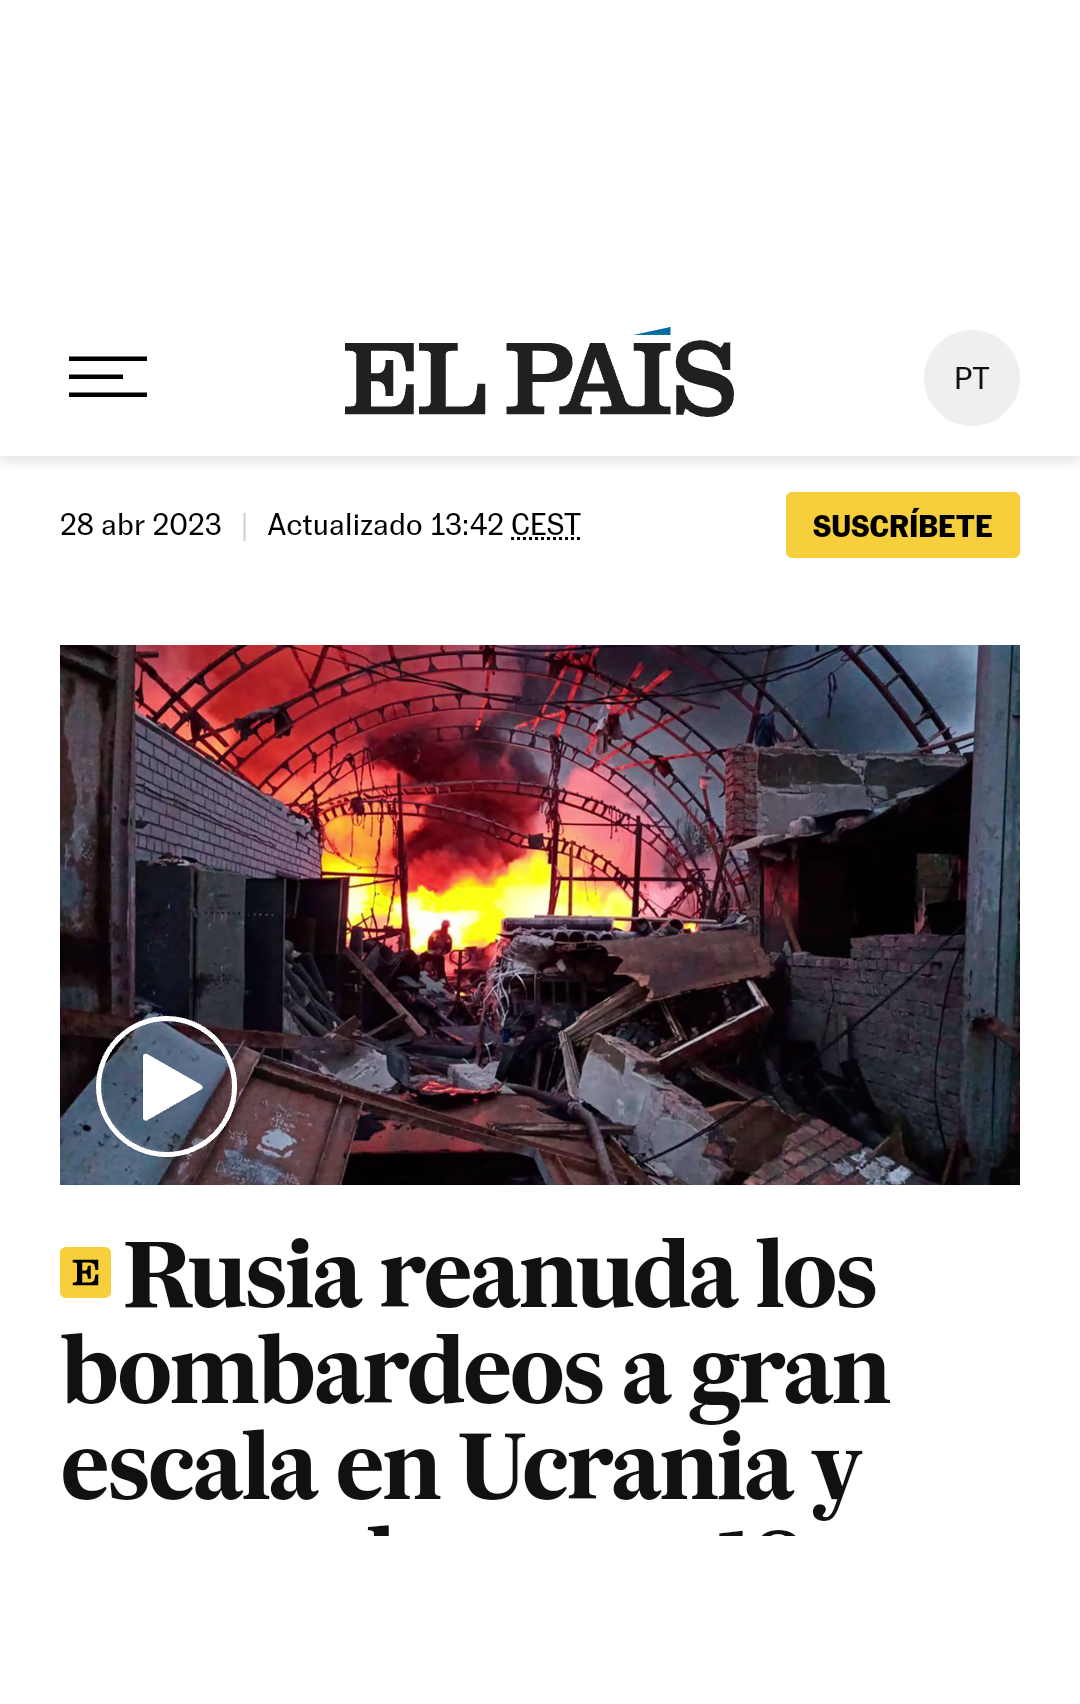 EL PAÍS
PT
28 abr 2023 | Actualizado 13:42 CEST
SUSCRÍBETE
E Rusia reanuda los
bombardeos a gran
escala en Ucrania y